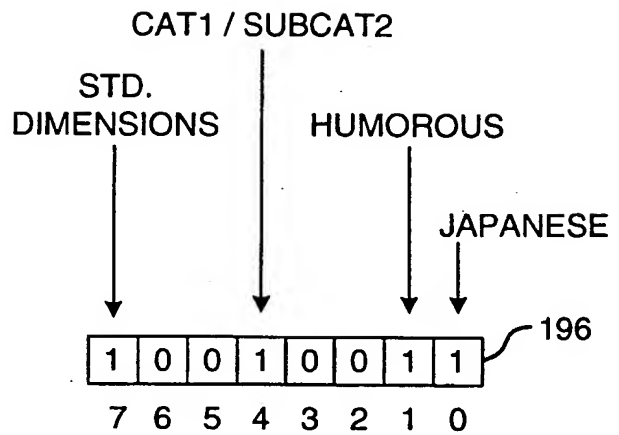 CAT1 / SUBCAT2
STD.
DIMENSIONS
HUMOROUS
JAPANESE
196
1 0 0 1 0 0 1 1
7 6 5 4 3 2 1 0